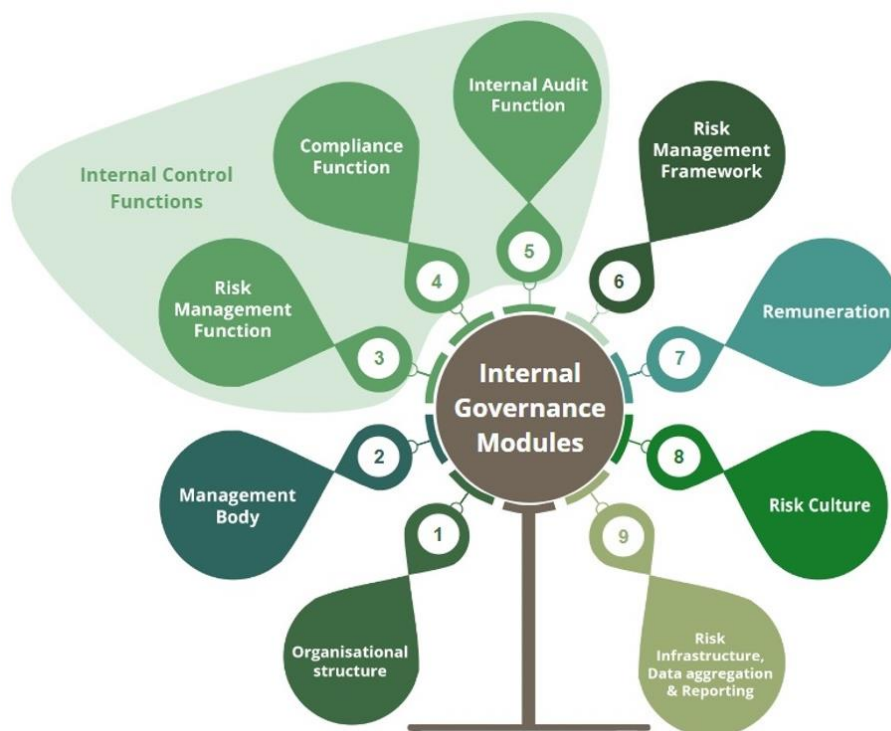 Internal Control
Functions
Internal Governance
Modules
1
Organisational
structure
2
Management
Body
3
Risk
Management
Function
4
Compliance
Function
5
Internal Audit
Function
6
Risk
Management
Framework
7
Remuneration
8
Risk Culture
9
Risk
Infrastructure,
Data aggregation
& Reporting